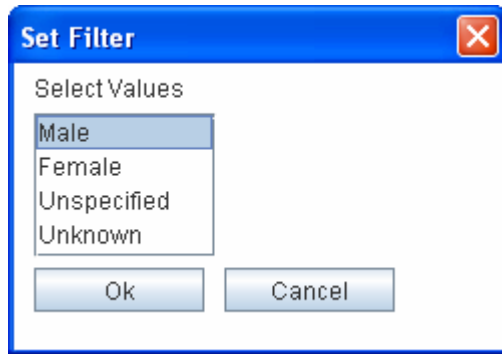 Set Filter
Select Values
Male
Female
Unspecified
Unknown
Ok Cancel